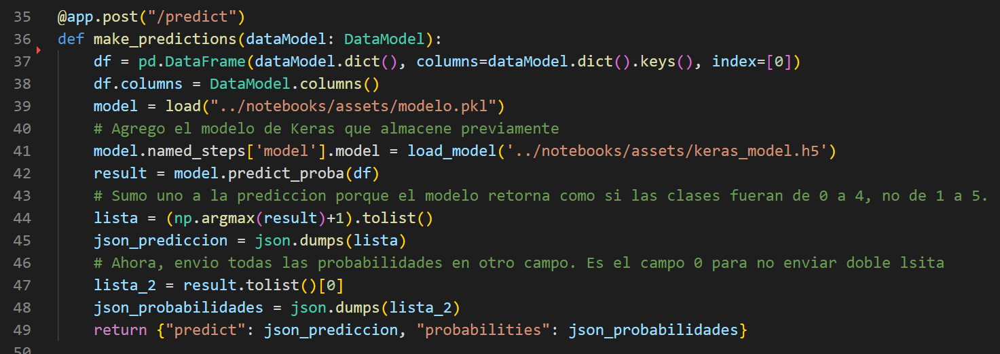 35 @app.post("/predict")
36 def make_predictions(dataModel: DataModel):
37     df = pd.DataFrame(dataModel.dict(), columns=dataModel.dict().keys(), index=[0])
38     df.columns = DataModel.columns()
39     model = load("../notebooks/assets/modelo.pkl")
40     # Agrego el modelo de Keras que almacene previamente
41     model.named_steps['model'].model = load_model('../notebooks/assets/keras_model.h5')
42     result = model.predict_proba(df)
43     # Sumo uno a la prediccion porque el modelo retorna como si las clases fueran de 0 a 4, no de 1 a 5.
44     lista = (np.argmax(result)+1).tolist()
45     json_prediccion = json.dumps(lista)
46     # Ahora, envio todas las probabilidades en otro campo. Es el campo 0 para no enviar doble lsita
47     lista_2 = result.tolist()[0]
48     json_probabilidades = json.dumps(lista_2)
49     return {"predict": json_prediccion, "probabilities": json_probabilidades}
50